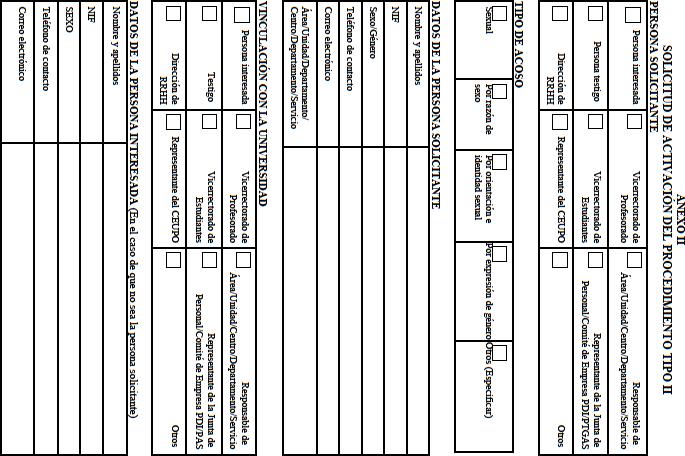 ANEXO II
SOLICITUD DE ACTIVACIÓN DEL PROCEDIMIENTO TIPO II
PERSONA SOLICITANTE
Persona interesada
Vicerrectorado de
Profesorado
Responsable de
Área/Unidad/Centro/Departamento/Servicio
Persona testigo
Vicerrectorado de
Estudiantes
Representante de la Junta de
Personal/Comité de Empresa PDI/PTGAS
Dirección de
RRHH
Representante del CEUPO
Otros
TIPO DE ACOSO
Sexual
Por razón de
sexo
Por orientación e
identidad sexual
Por expresión de género
Otros (Especificar)
DATOS DE LA PERSONA SOLICITANTE
Nombre y apellidos
NIF
Sexo/Género
Teléfono de contacto
Correo electrónico
Área/Unidad/Departamento/
Centro/Departamento/Servicio
VINCULACIÓN CON LA UNIVERSIDAD
Persona interesada
Vicerrectorado de
Profesorado
Responsable de
Área/Unidad/Centro/Departamento/Servicio
Testigo
Vicerrectorado de
Estudiantes
Representante de la Junta de
Personal/Comité de Empresa PDI/PAS
Dirección de
RRHH
Representante del CEUPO
Otros
DATOS DE LA PERSONA INTERESADA (En el caso de que no sea la persona solicitante)
Nombre y apellidos
NIF
SEXO
Teléfono de contacto
Correo electrónico